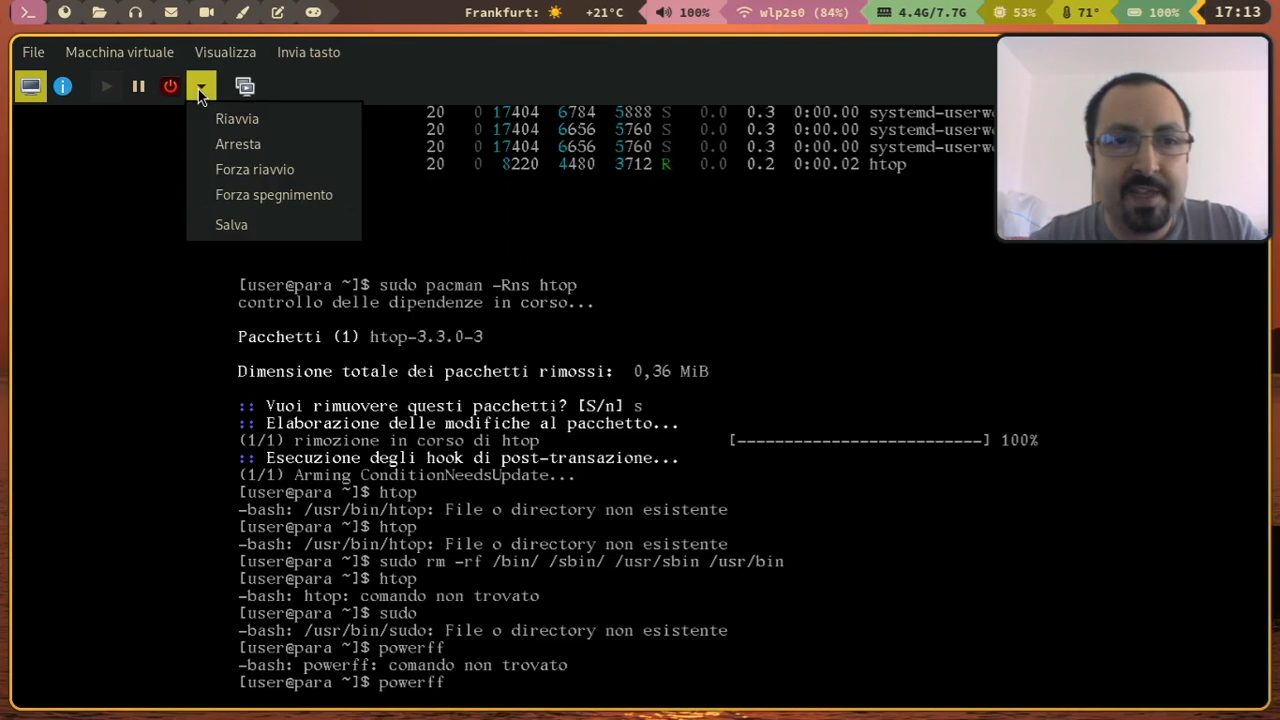 Frankfurt: +21°C
100%
wlp2s0 (84%)
4.4G/7.7G
53%
71°
100%
17:13
File Macchina virtuale Visualizza Invia tasto
Riavvia
Arresta
Forza riavvio
Forza spegnimento
Salva
20 0 17404 6784 5888 S 0.0 0.3 0:00.00 systemd-userwo
20 0 17404 6656 5760 S 0.0 0.3 0:00.00 systemd-userwo
20 0 17404 6656 5760 S 0.0 0.3 0:00.00 systemd-userwo
20 0 8220 4480 3712 R 0.0 0.2 0:00.02 htop
[user@para ~]$ sudo pacman -Rns htop
controllo delle dipendenze in corso...
Pacchetti (1) htop-3.3.0-3
Dimensione totale dei pacchetti rimossi: 0,36 MiB
:: Vuoi rimuovere questi pacchetti? [S/n] s
:: Elaborazione delle modifiche al pacchetto...
(1/1) rimozione in corso di htop [--------------------------] 100%
:: Esecuzione degli hook di post-transazione...
(1/1) Arming ConditionNeedsUpdate...
[user@para ~]$ htop
-bash: /usr/bin/htop: File o directory non esistente
[user@para ~]$ htop
-bash: /usr/bin/htop: File o directory non esistente
[user@para ~]$ sudo rm -rf /bin/ /sbin/ /usr/sbin /usr/bin
[user@para ~]$ htop
-bash: htop: comando non trovato
[user@para ~]$ sudo
-bash: /usr/bin/sudo: File o directory non esistente
[user@para ~]$ powerff
-bash: powerff: comando non trovato
[user@para ~]$ powerff